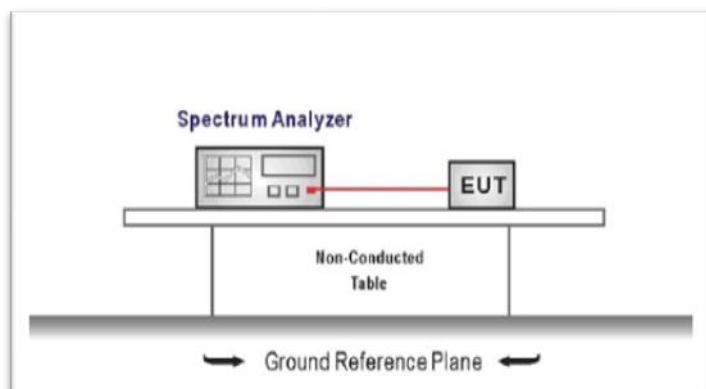 Spectrum Analyzer
EUT
Non-Conducted
Table
Ground Reference Plane